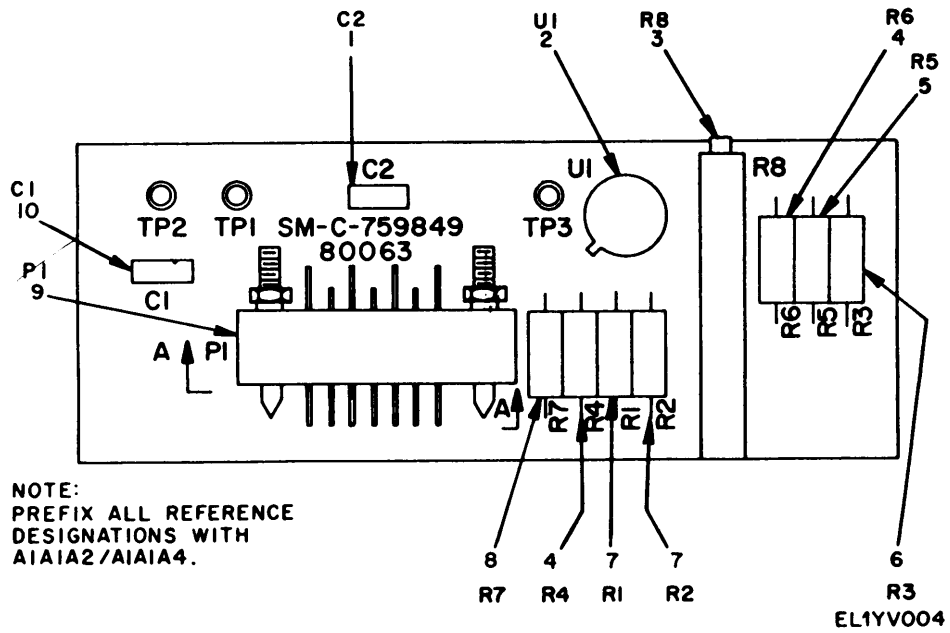 C2
1
U1
2
R8
3
R6
4
R5
5
C1
10
P1
9
C2
U1
R8
TP2
TP1
SM-C-759849
80063
TP3
C1
A
P1
A
R7
R4
R1
R2
R6
R5
R3
NOTE:
PREFIX ALL REFERENCE
DESIGNATIONS WITH
A1A1A2/A1A1A4.
8
R7
4
R4
7
R1
7
R2
6
R3
EL1YV004